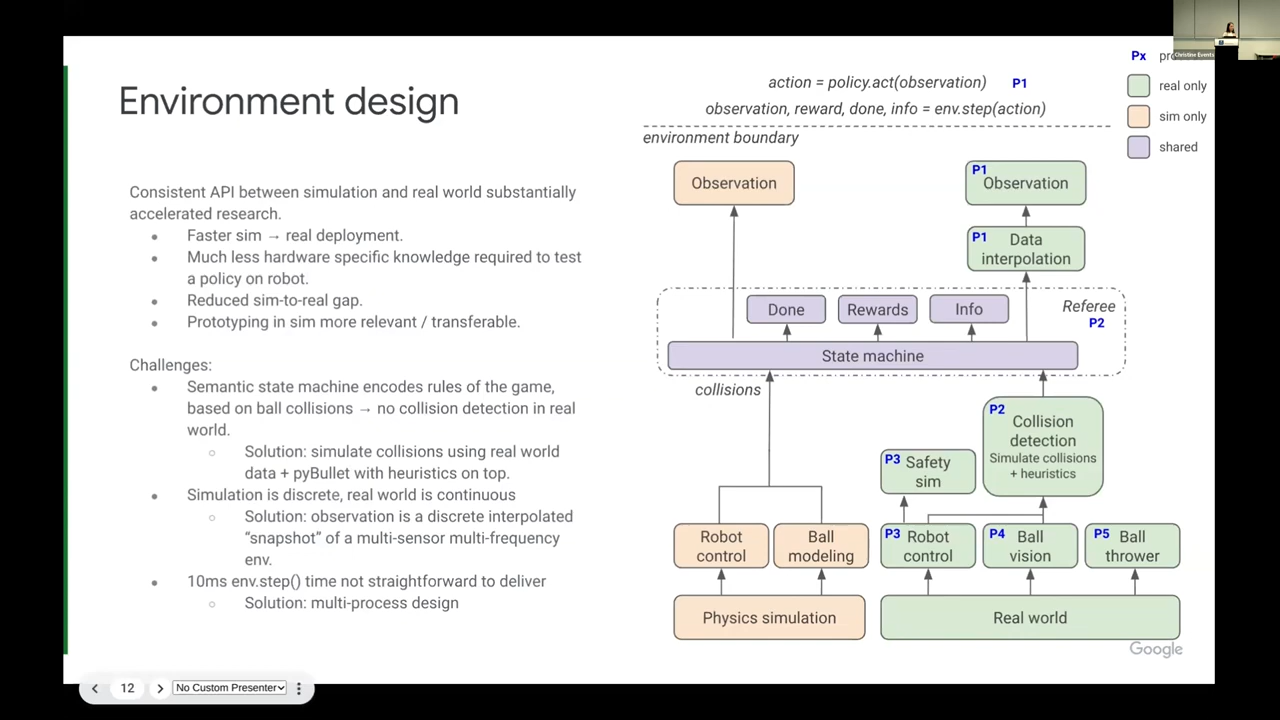 Environment design
Consistent API between simulation and real world substantially
accelerated research.
● Faster sim → real deployment.
● Much less hardware specific knowledge required to test
a policy on robot.
● Reduced sim-to-real gap.
● Prototyping in sim more relevant / transferable.
Challenges:
● Semantic state machine encodes rules of the game,
based on ball collisions → no collision detection in real
world.
○ Solution: simulate collisions using real world
data + pyBullet with heuristics on top.
● Simulation is discrete, real world is continuous
○ Solution: observation is a discrete interpolated
“snapshot” of a multi-sensor multi-frequency
env.
● 10ms env.step() time not straightforward to deliver
○ Solution: multi-process design
action = policy.act(observation) P1
observation, reward, done, info = env.step(action)
environment boundary
Px
real only
sim only
shared
Observation
P1 Observation
P1 Data
interpolation
Done
Rewards
Info
Referee
P2
State machine
collisions
P2
Collision
detection
Simulate collisions
+ heuristics
P3 Safety
sim
Robot
control
Ball
modeling
P3 Robot
control
P4 Ball
vision
P5 Ball
thrower
Physics simulation
Real world
Google
12
No Custom Presenter
Christine Events